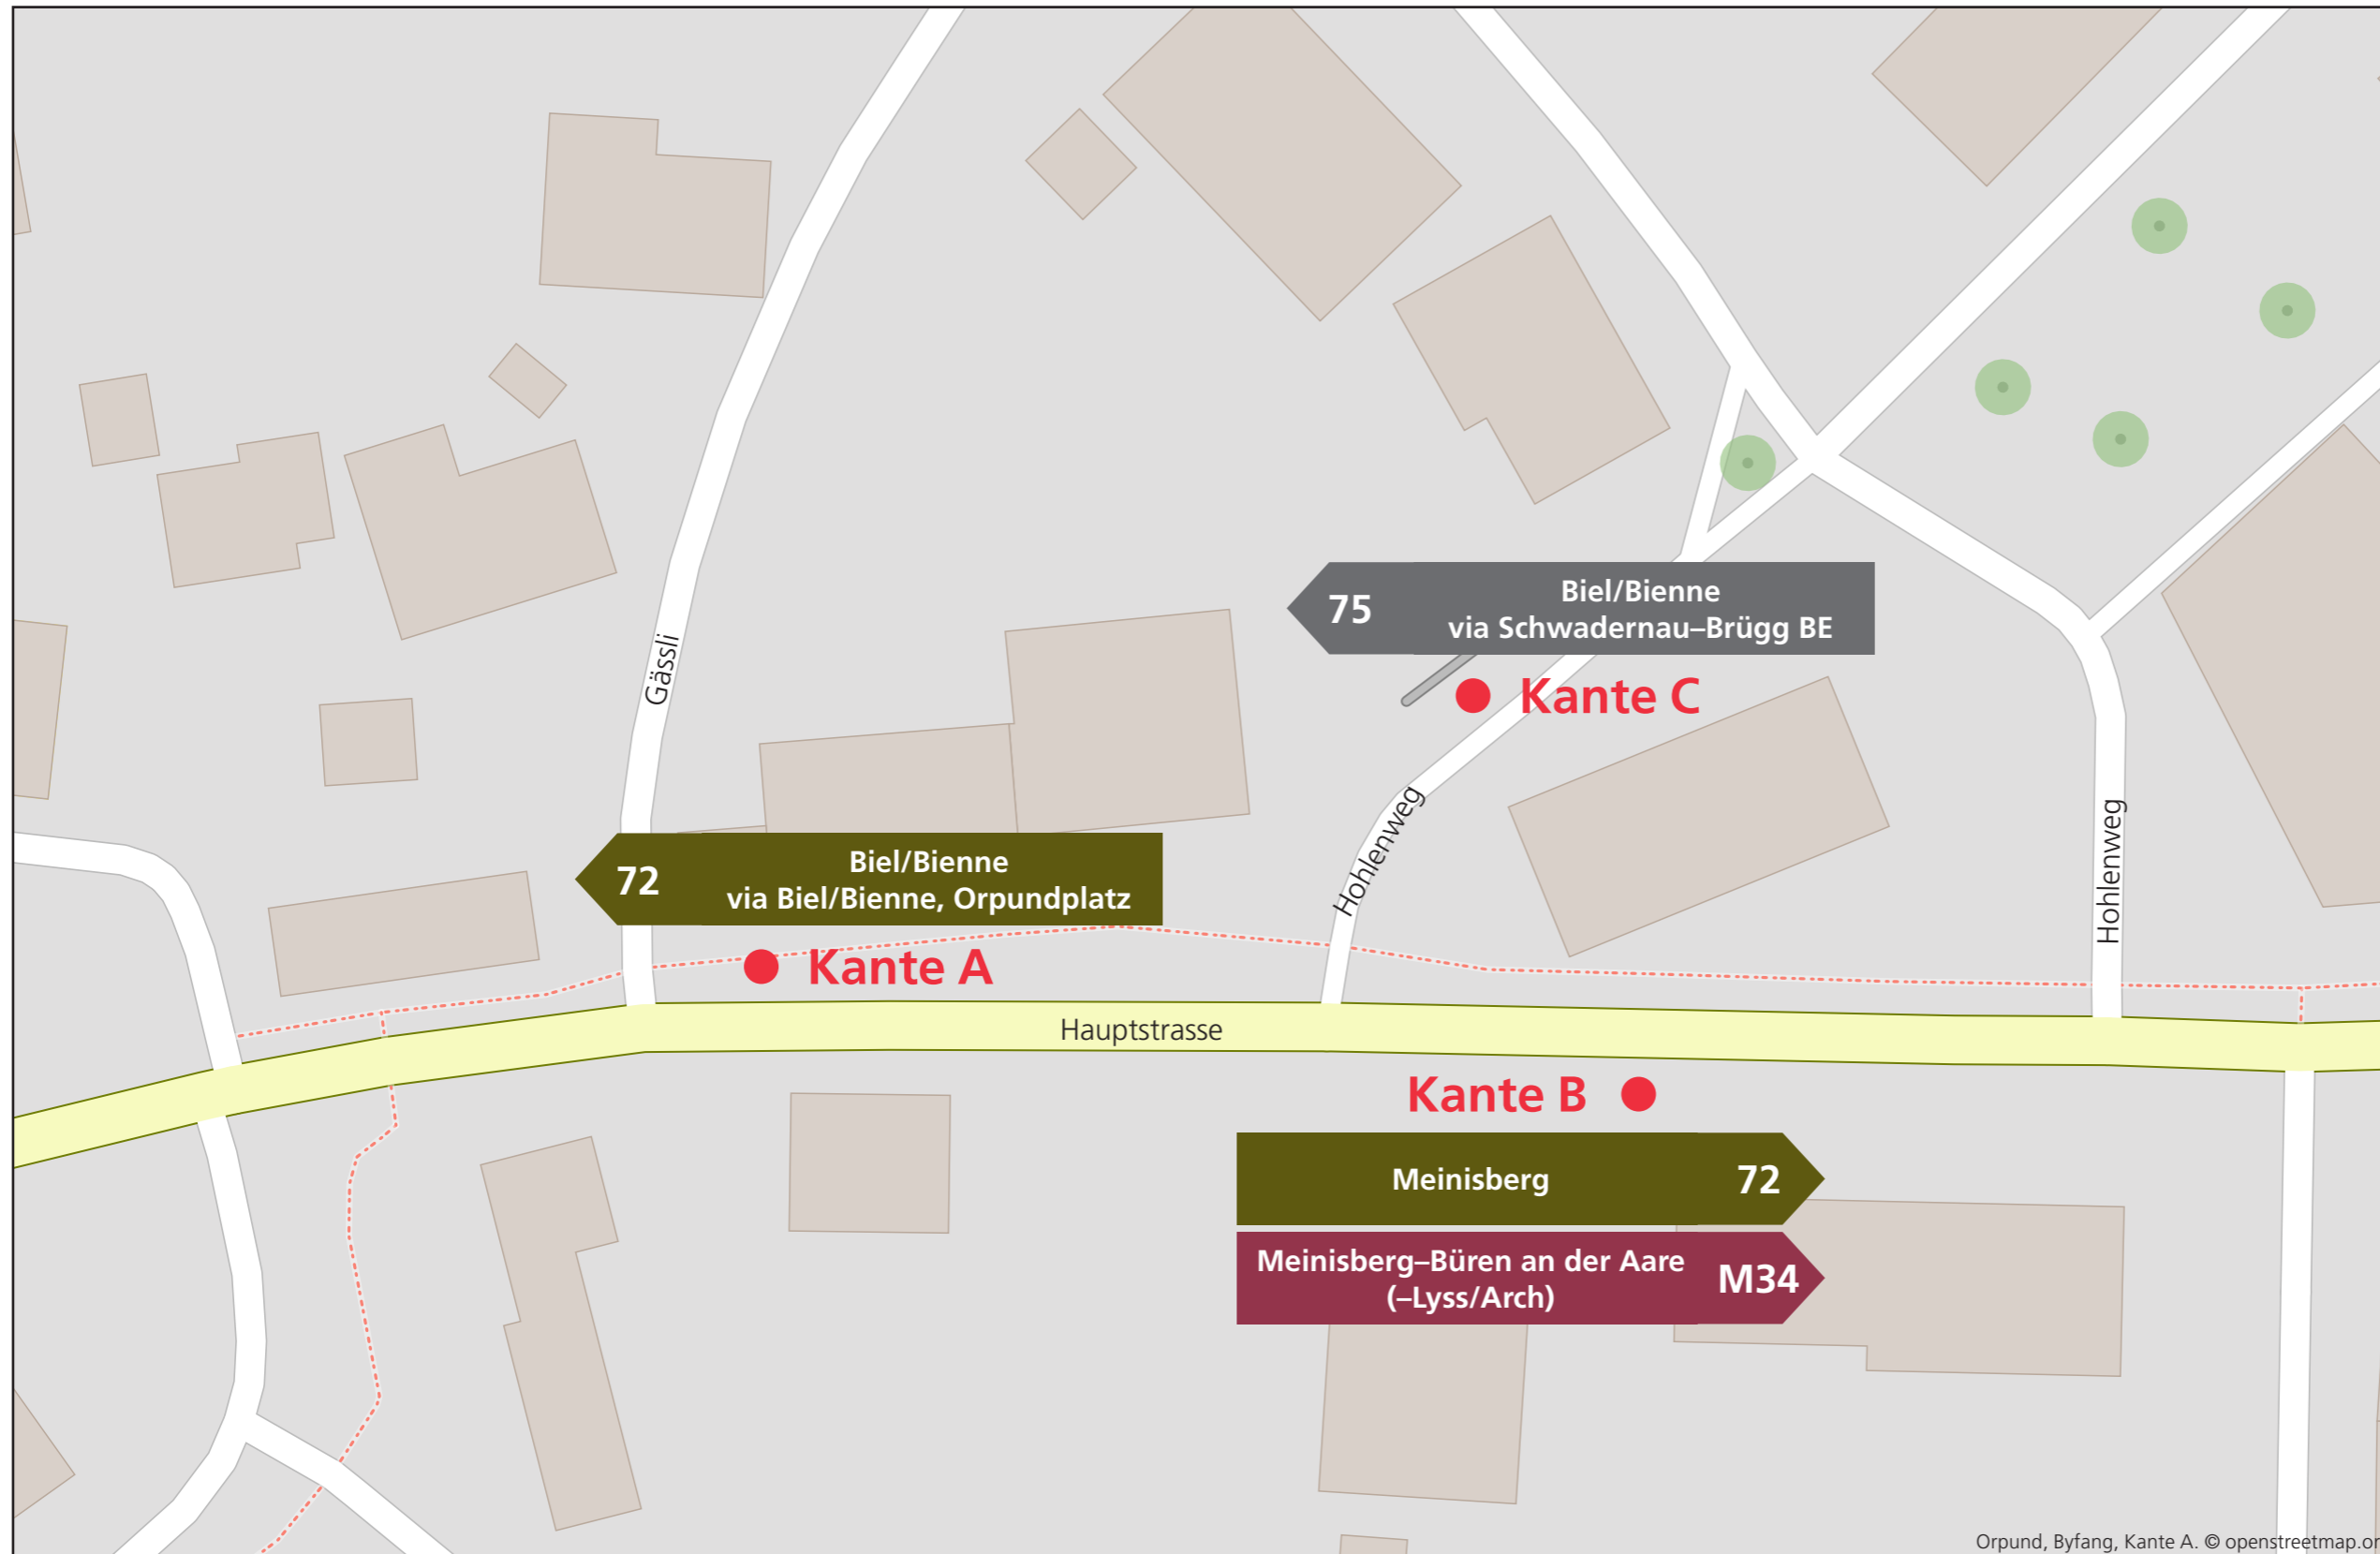 Gässli
75
Biel/Bienne
via Schwadernau–Brügg BE
Kante C
Hohlenweg
Hohlenweg
72
Biel/Bienne
via Biel/Bienne, Orpundplatz
Kante A
Hauptstrasse
Kante B
Meinisberg
72
Meinisberg–Büren an der Aare
(–Lyss/Arch)
M34
Orpund, Byfang, Kante A. © openstreetmap.or